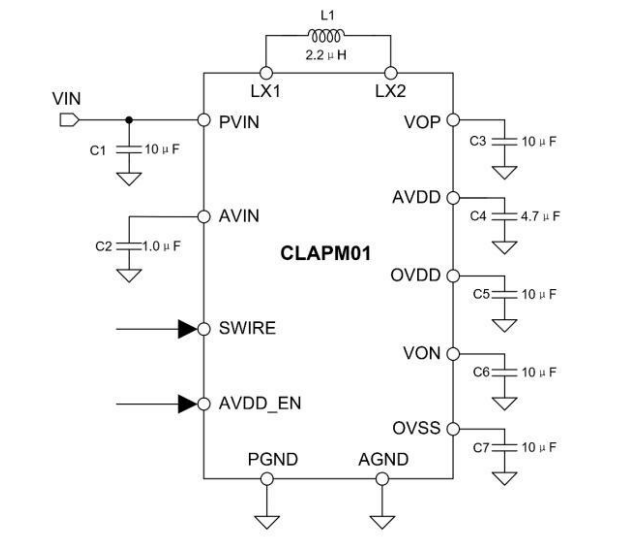 L1
2.2 μ H
LX1 LX2
VIN
PVIN VOP
C1 10 μ F
C3 10 μ F
AVIN AVDD
C2 1.0 μ F
C4 4.7 μ F
CLAPM01
OVDD
C5 10 μ F
SWIRE
VON
C6 10 μ F
AVDD_EN
OVSS
C7 10 μ F
PGND AGND